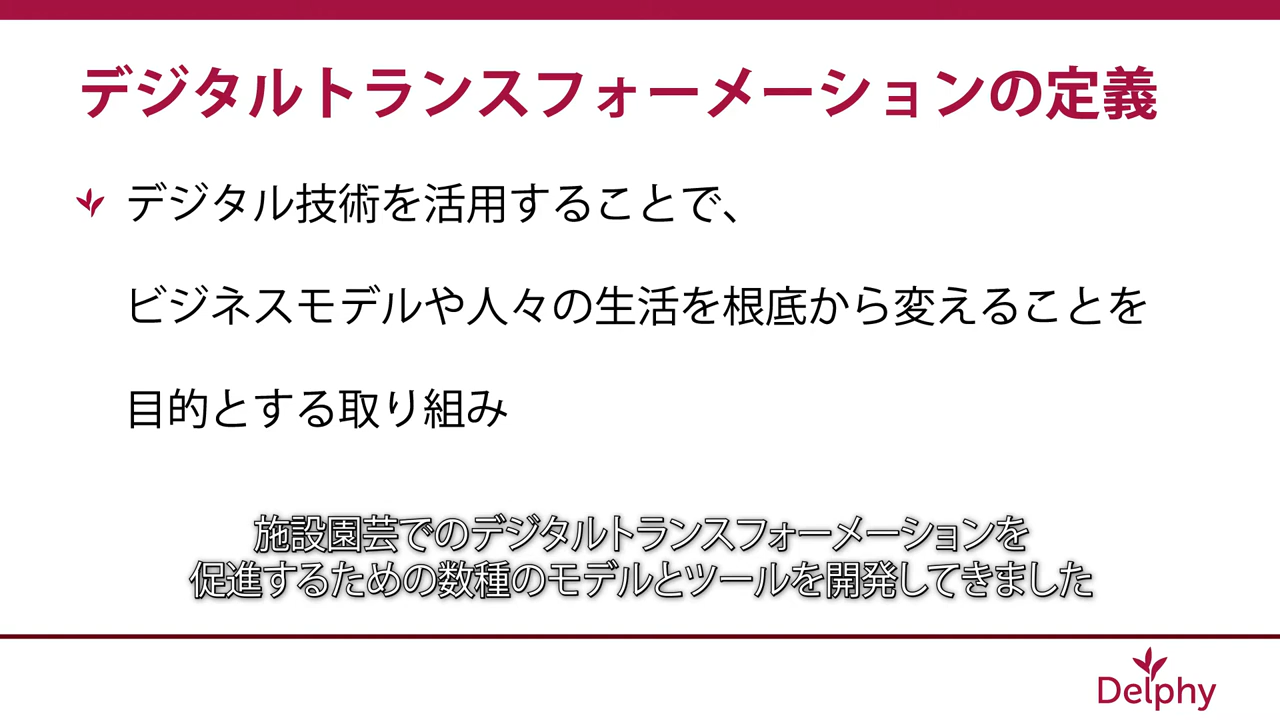 デジタルトランスフォーメーションの定義
デジタル技術を活用することで、
ビジネスモデルや人々の生活を根底から変えることを
目的とする取り組み
施設園芸でのデジタルトランスフォーメーションを
促進するための数種のモデルとツールを開発してきました
Delphy